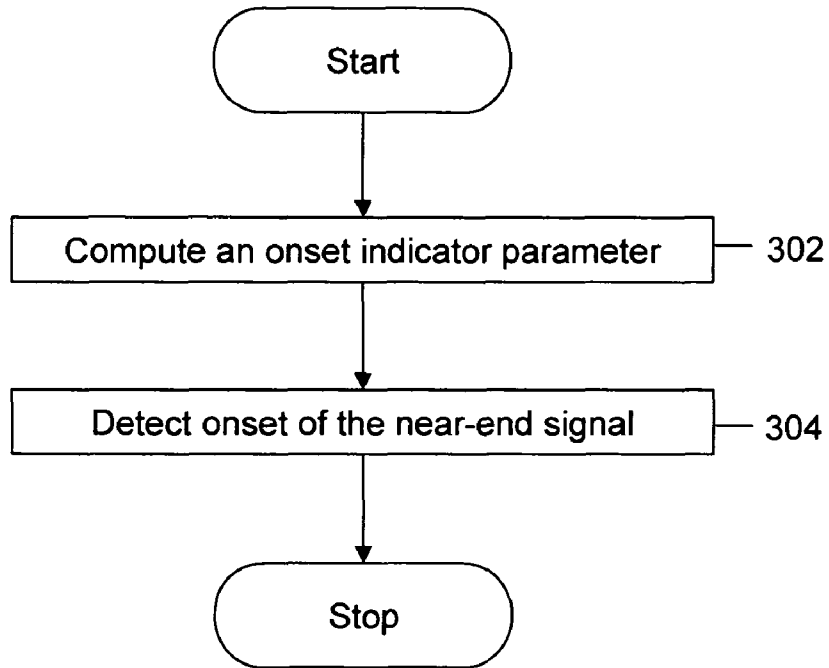 Start
Compute an onset indicator parameter 302
Detect onset of the near-end signal 304
Stop